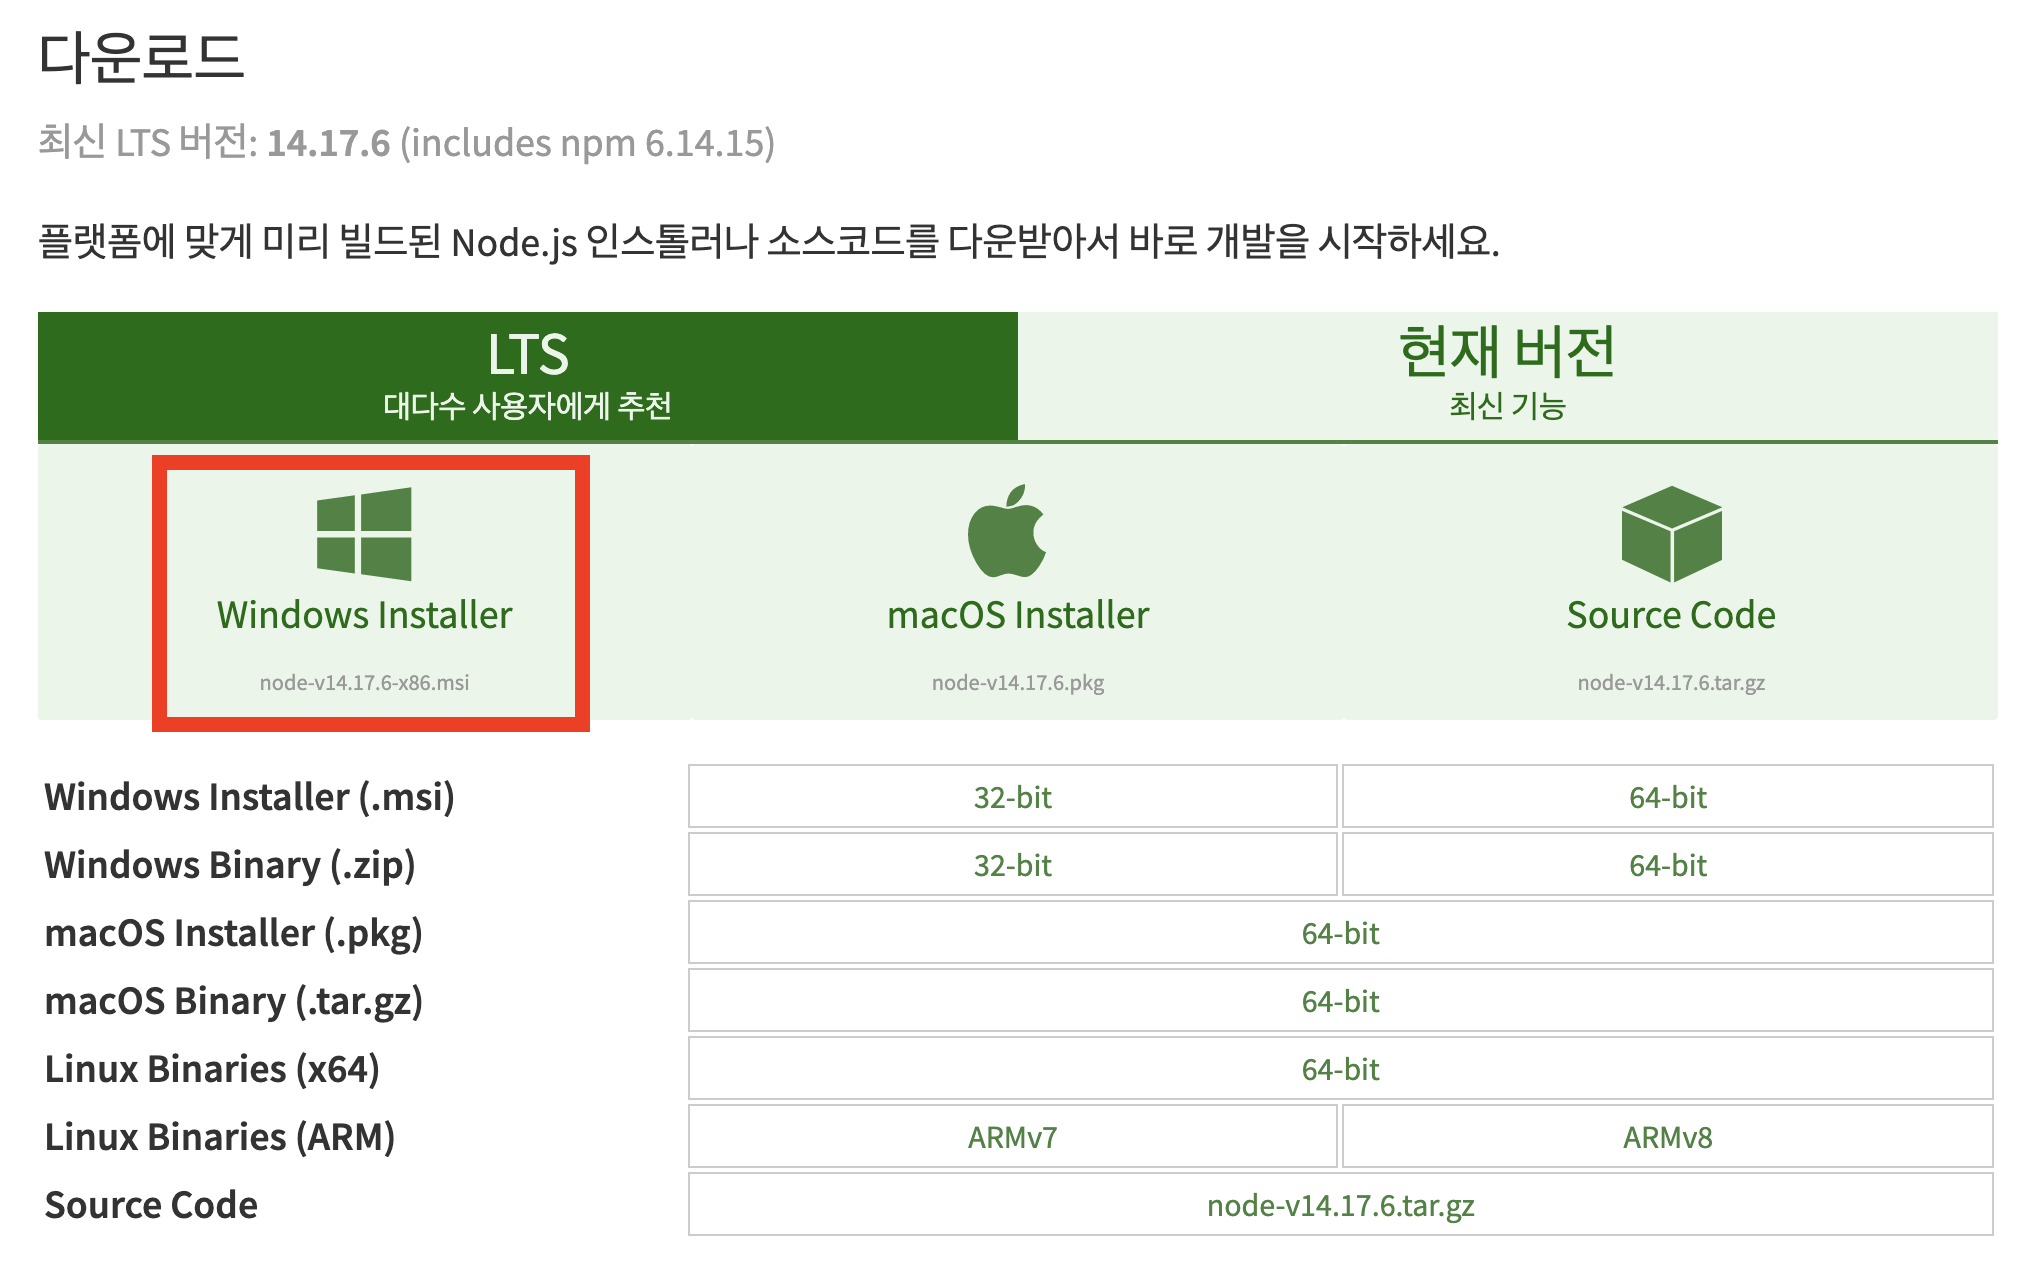 다운로드
최신 LTS 버전: 14.17.6 (includes npm 6.14.15)
플랫폼에 맞게 미리 빌드된 Node.js 인스톨러나 소스코드를 다운받아서 바로 개발을 시작하세요.
LTS
대다수 사용자에게 추천
현재 버전
최신 기능
Windows Installer
node-v14.17.6-x86.msi
macOS Installer
node-v14.17.6.pkg
Source Code
node-v14.17.6.tar.gz
Windows Installer (.msi) 32-bit 64-bit
Windows Binary (.zip) 32-bit 64-bit
macOS Installer (.pkg) 64-bit
macOS Binary (.tar.gz) 64-bit
Linux Binaries (x64) 64-bit
Linux Binaries (ARM) ARMv7 ARMv8
Source Code node-v14.17.6.tar.gz